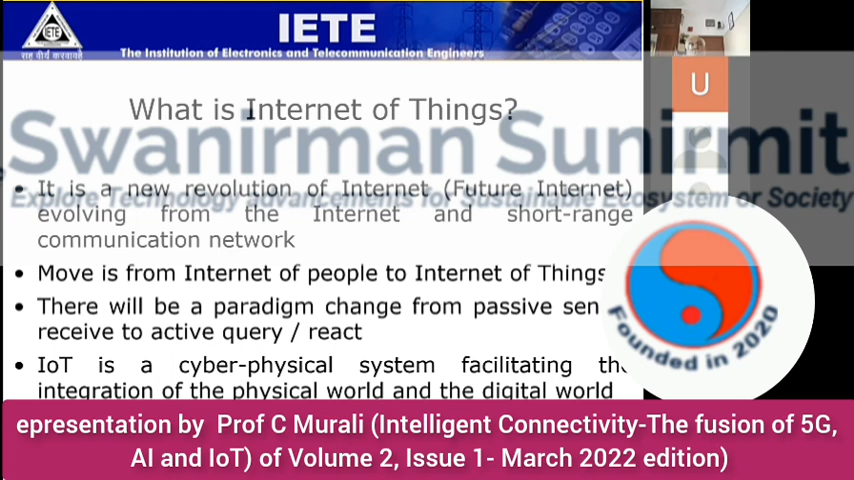 IETE
IETE
The Institution of Electronics and Telecommunication Engineers
U
What is Internet of Things?
Swanirman Sunirmit
Explore Technology advancements for Sustainable Ecosystem or Society
• It is a new revolution of Internet (Future Internet)
evolving from the Internet and short-range
communication network
• Move is from Internet of people to Internet of Things
• There will be a paradigm change from passive sen
receive to active query / react
• IoT is a cyber-physical system facilitating the
integration of the physical world and the digital world
Founded in 2020
epresentation by Prof C Murali (Intelligent Connectivity-The fusion of 5G,
AI and IoT) of Volume 2, Issue 1- March 2022 edition)